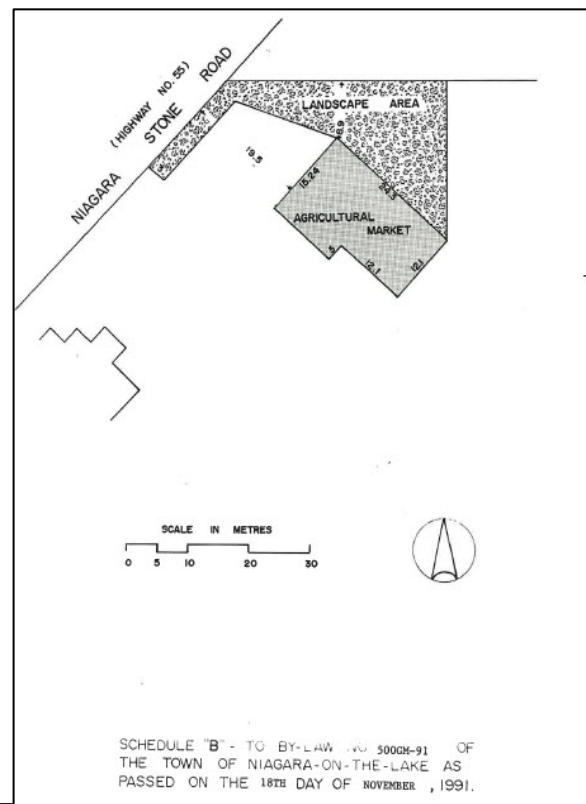 (HIGHWAY NO. 55)
NIAGARA STONE ROAD
LANDSCAPE AREA
19.5
15.24
AGRICULTURAL
MARKET
12.1
12.1
SCALE IN METRES
0 5 10 20 30
SCHEDULE "B" - TO BY-LAW NO 500GM-91 OF
THE TOWN OF NIAGARA-ON-THE-LAKE AS
PASSED ON THE 18TH DAY OF NOVEMBER , 1991.